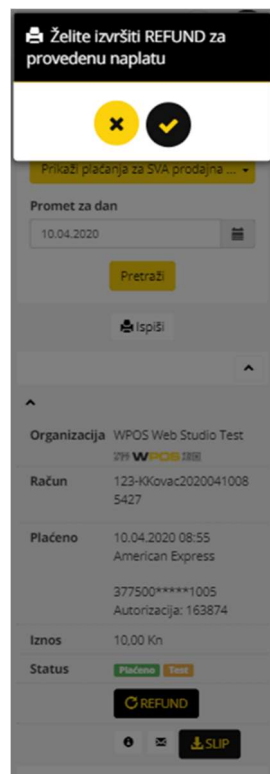 Želite izvršiti REFUND za
provedenu naplatu
Prikaži plaćanja za SVA prodajna ...
Promet za dan
10.04.2020
Pretraži
Ispiši
Organizacija WPOS Web Studio Test
WPOS
Račun 123-KKovac2020041008
5427
Plaćeno 10.04.2020 08:55
American Express
377500*****1005
Autorizacija: 163874
Iznos 10,00 Kn
Status Plaćeno Test
REFUND
SLIP